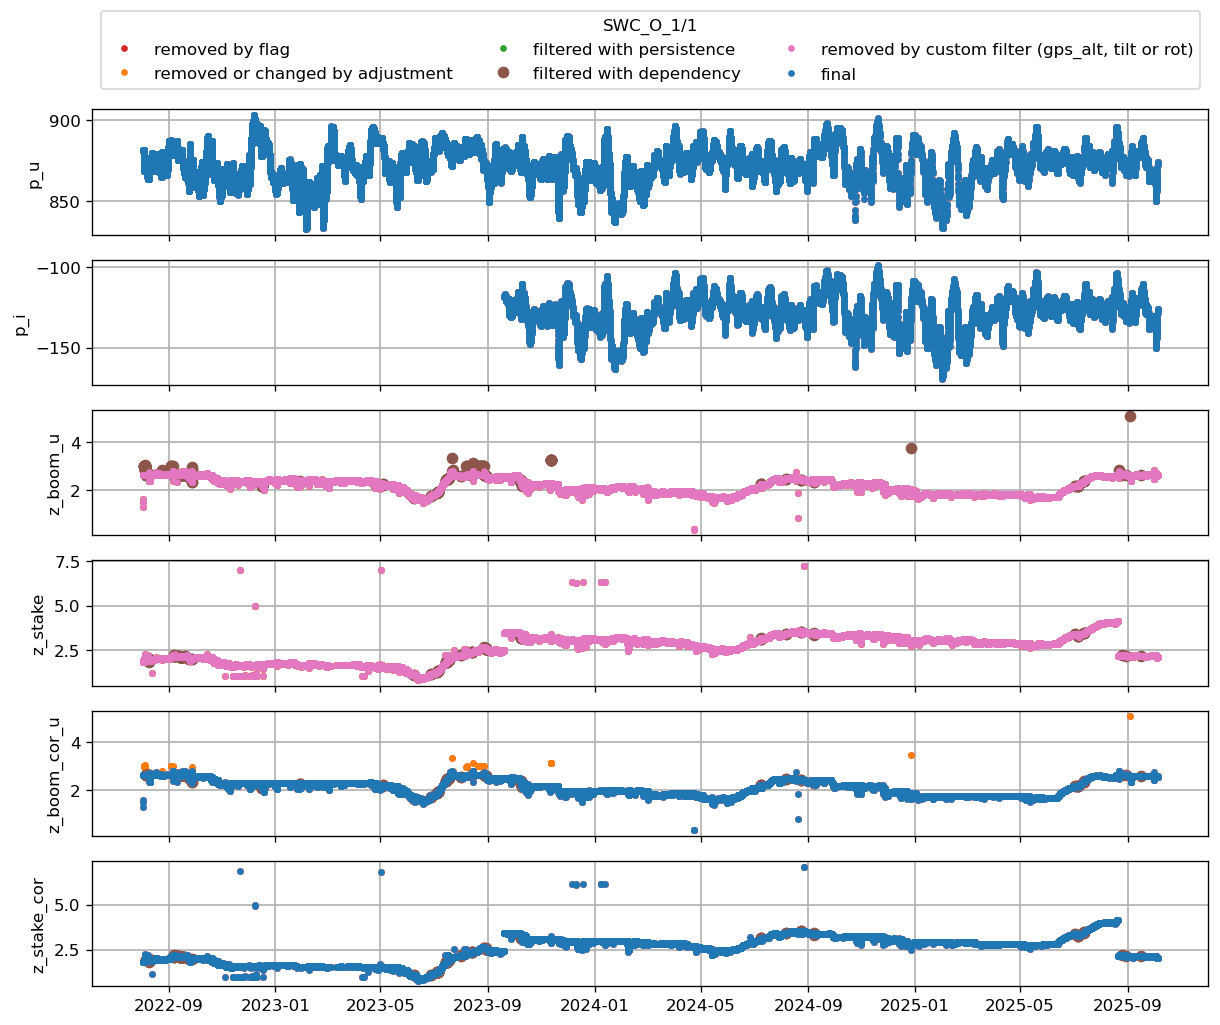 SWC_O_1/1
removed by flag
removed or changed by adjustment
filtered with persistence
filtered with dependency
removed by custom filter (gps_alt, tilt or rot)
final
900
850
p_u
−100
−150
p_i
4
2
z_boom_u
7.5
5.0
2.5
z_stake
4
2
z_boom_cor_u
5.0
2.5
z_stake_cor
2022-09 2023-01 2023-05 2023-09 2024-01 2024-05 2024-09 2025-01 2025-05 2025-09